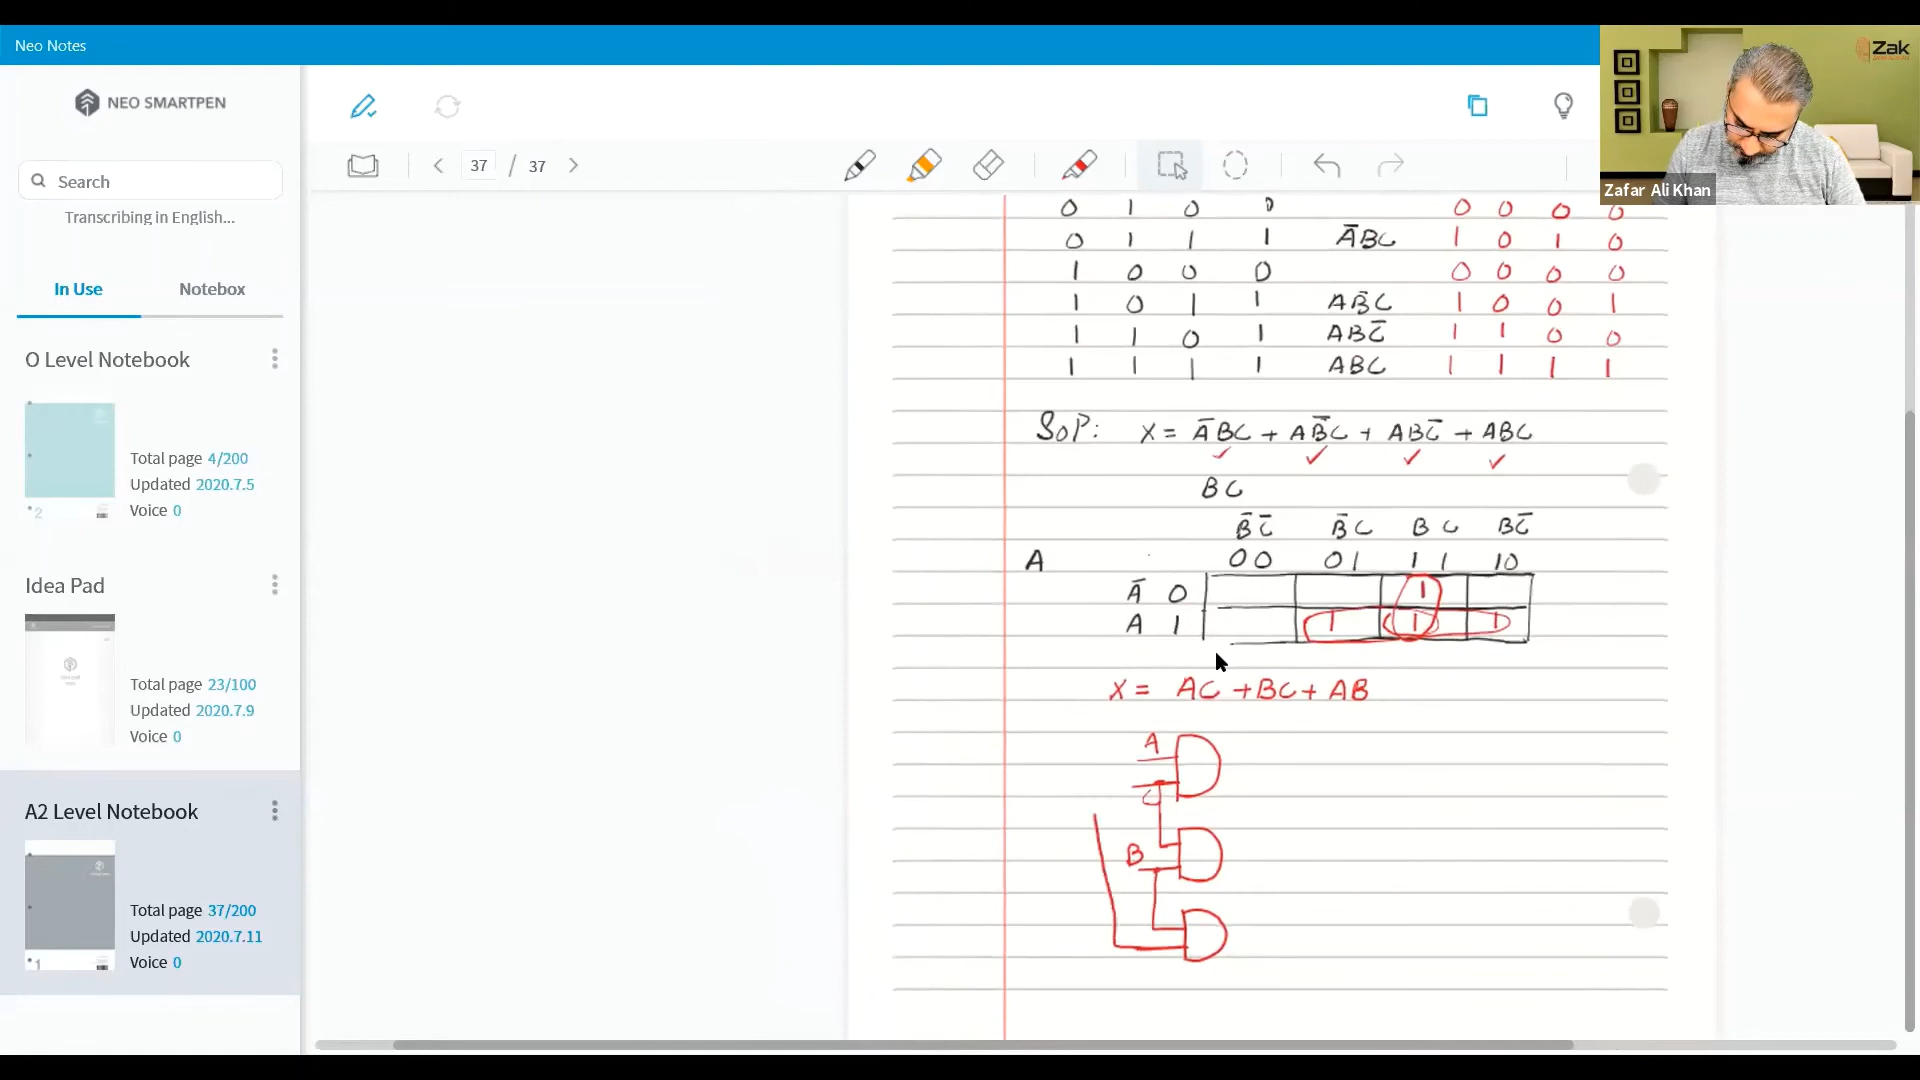 Neo Notes
Zak
NEO SMARTPEN
Search
Transcribing in English...
37 / 37
Zafar Ali Khan
In Use Notebox
O Level Notebook
Total page 4/200
Updated 2020.7.5
Voice 0
2
Idea Pad
Total page 23/100
Updated 2020.7.9
Voice 0
A2 Level Notebook
Total page 37/200
Updated 2020.7.11
Voice 0
1
0 1 0 0 0 0 0 0
0 1 1 1 A̅BC 1 0 1 0
1 0 0 0 0 0 0 0
1 0 1 1 AB̅C 1 0 0 1
1 1 0 1 ABC̅ 1 1 0 0
1 1 1 1 ABC 1 1 1 1
SoP: X = A̅BC + AB̅C + ABC̅ + ABC
BC
B̅C̅ B̅C BC BC̅
A 00 01 11 10
A̅ 0 1
A 1 1 1 1
X = AC + BC + AB
A
C
B